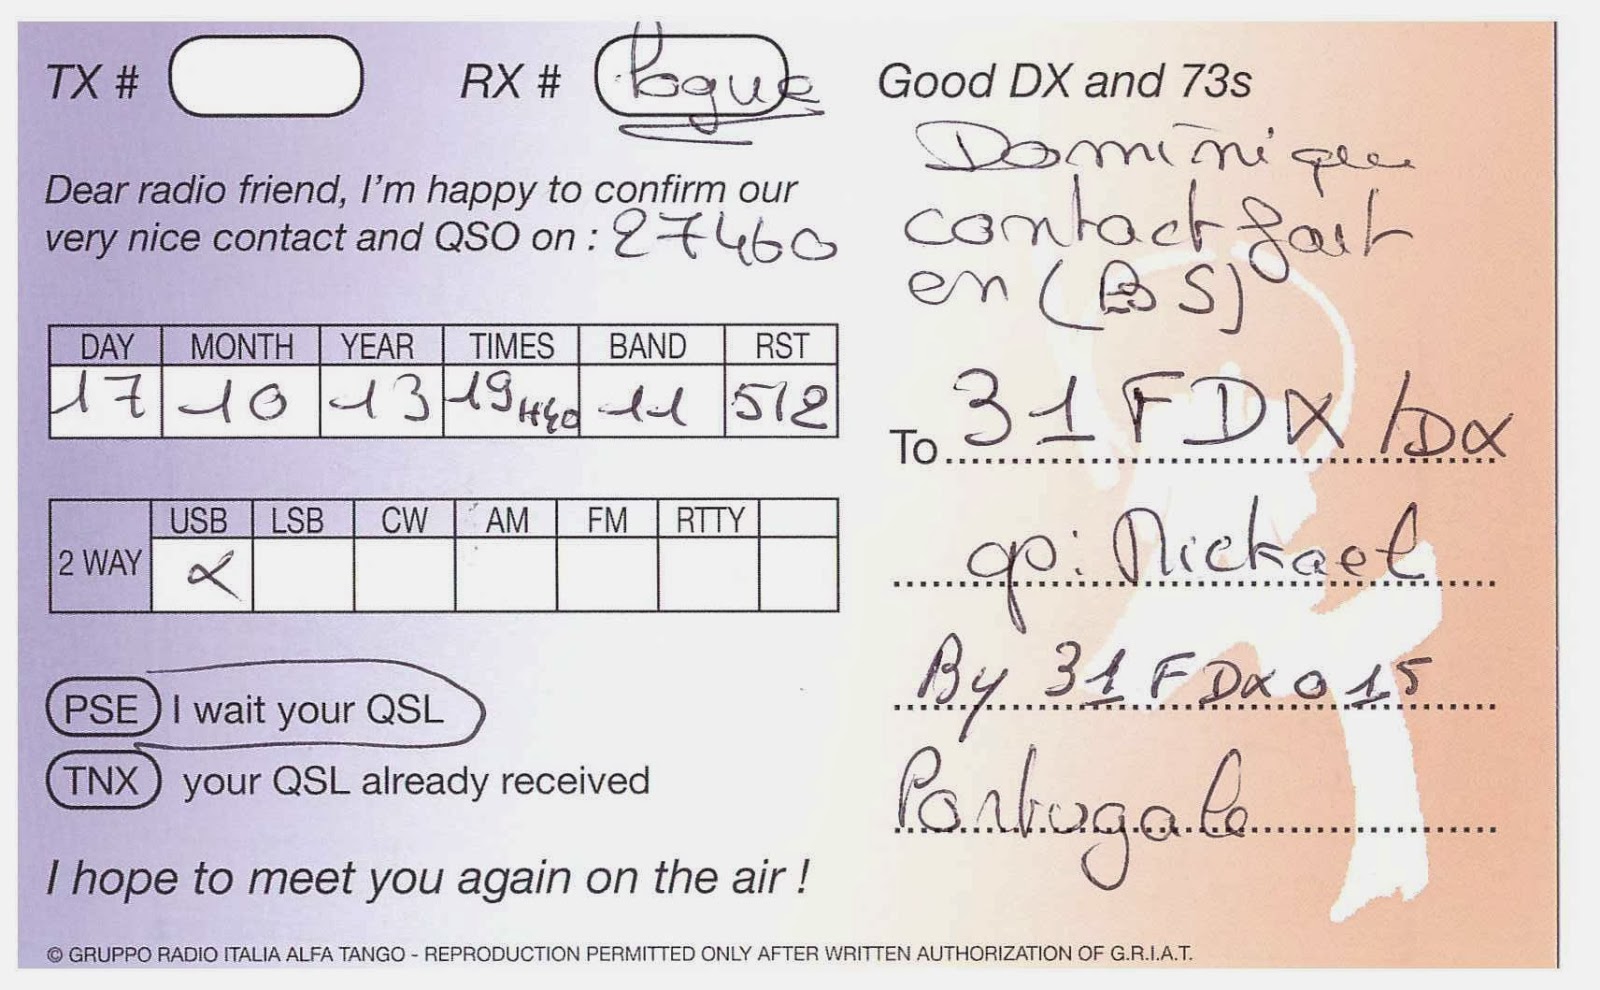 TX # RX # Vogue
Dear radio friend, I'm happy to confirm our
very nice contact and QSO on : 27460
DAY MONTH YEAR TIMES BAND RST
17 10 13 19H40 11 512
USB LSB CW AM FM RTTY
2 WAY X
PSE I wait your QSL
TNX your QSL already received
I hope to meet you again on the air !
Good DX and 73s
Dominique
contact fait
en (BS)
To 31 FDX /DX
op: Mickael
By 31 FDX 015
Portugale
© GRUPPO RADIO ITALIA ALFA TANGO - REPRODUCTION PERMITTED ONLY AFTER WRITTEN AUTHORIZATION OF G.R.I.A.T.